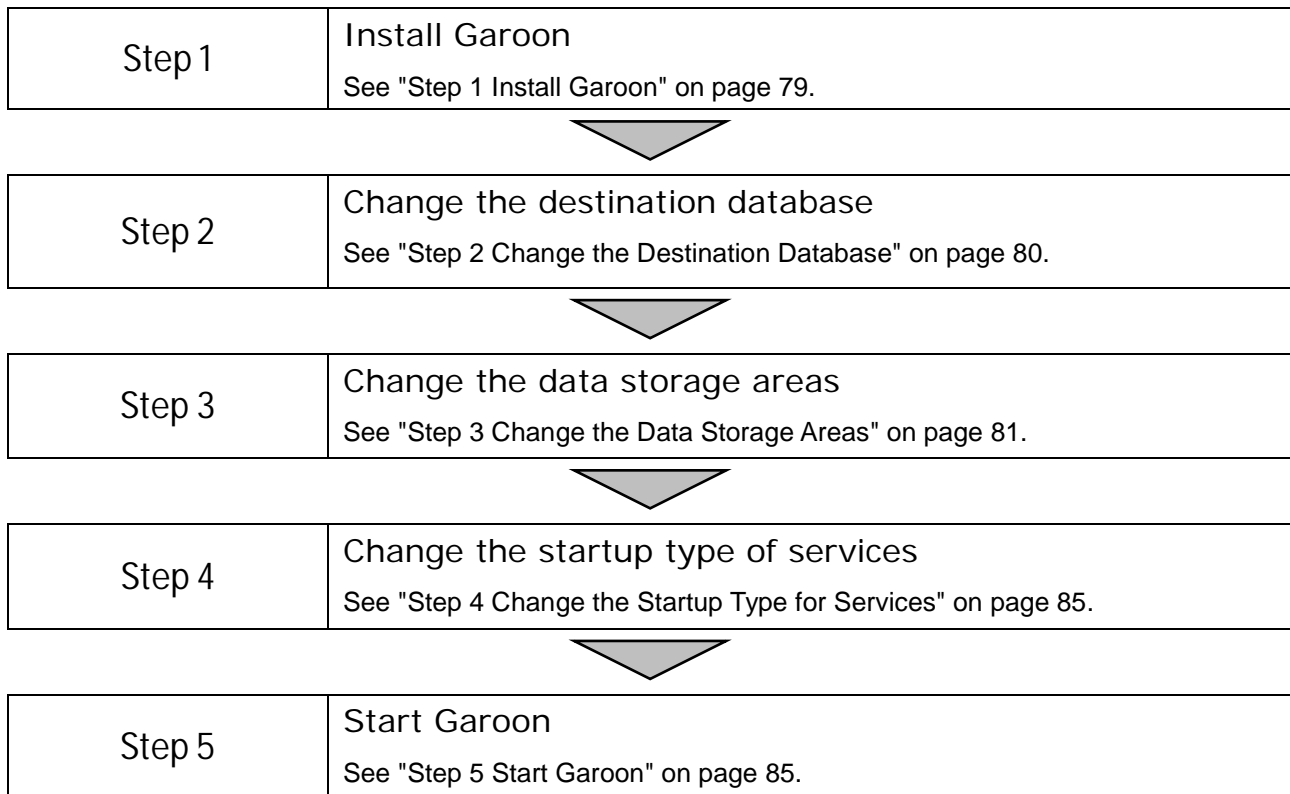 Step 1
Install Garoon
See "Step 1 Install Garoon" on page 79.
Step 2
Change the destination database
See "Step 2 Change the Destination Database" on page 80.
Step 3
Change the data storage areas
See "Step 3 Change the Data Storage Areas" on page 81.
Step 4
Change the startup type of services
See "Step 4 Change the Startup Type for Services" on page 85.
Step 5
Start Garoon
See "Step 5 Start Garoon" on page 85.